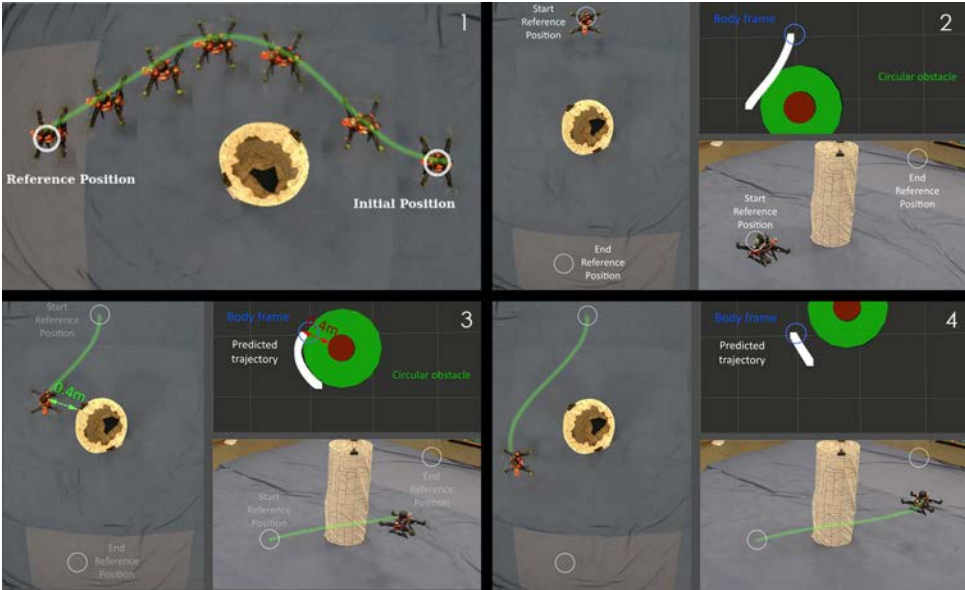 1
Reference Position
Initial Position
2
Start
Reference
Position
End
Reference
Position
Body frame
Circular obstacle
Start
Reference
Position
End
Reference
Position
3
Start
Reference
Position
0.4m
End
Reference
Position
Body frame
.4m
Predicted
trajectory
Circular obstacle
Start
Reference
Position
End
Reference
Position
4
Body frame
Predicted
trajectory